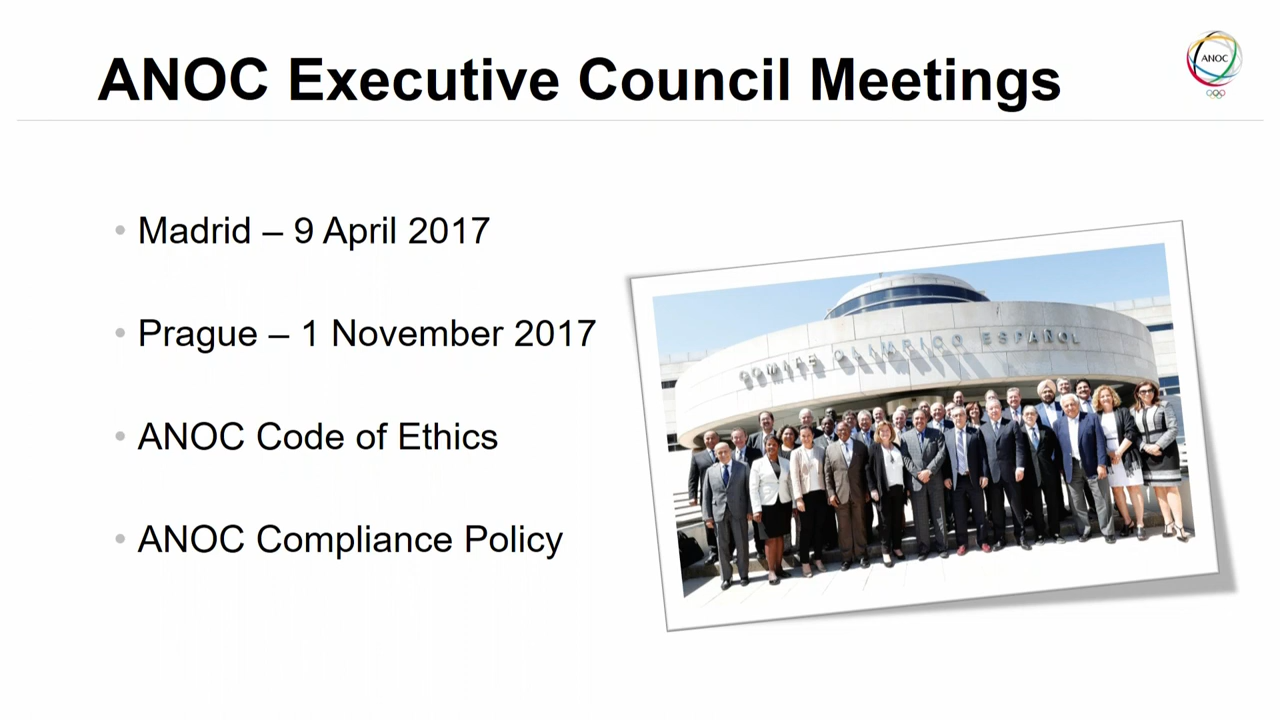 ANOC Executive Council Meetings
ANOC
• Madrid – 9 April 2017
• Prague – 1 November 2017
• ANOC Code of Ethics
• ANOC Compliance Policy
COMITE OLIMPICO ESPAÑOL